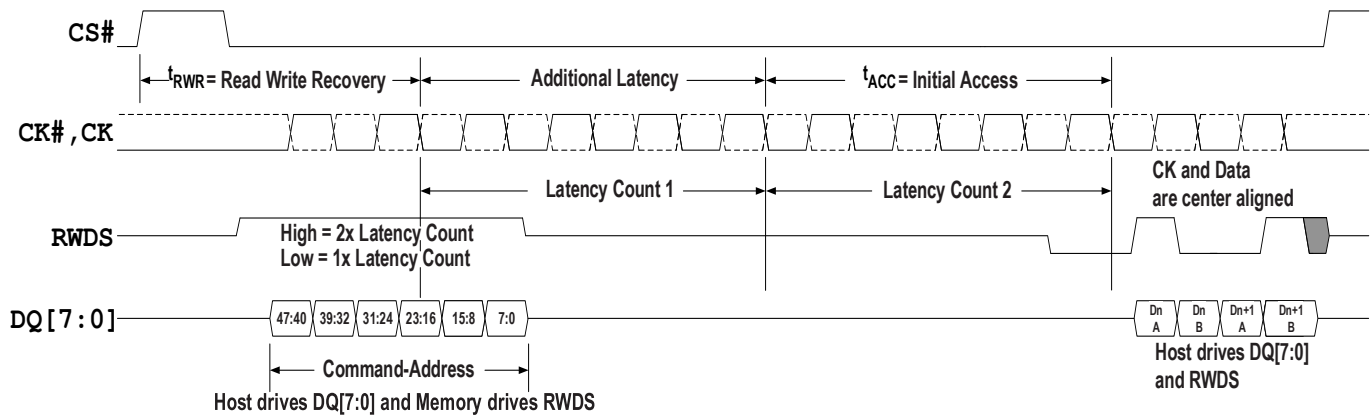 CS#
tRWR= Read Write Recovery
Additional Latency
tACC= Initial Access
CK#,CK
Latency Count 1
Latency Count 2
CK and Data
are center aligned
RWDS
High = 2x Latency Count
Low = 1x Latency Count
DQ[7:0]
47:40
39:32
31:24
23:16
15:8
7:0
Dn
A
Dn
B
Dn+1
A
Dn+1
B
Command-Address
Host drives DQ[7:0]
and RWDS
Host drives DQ[7:0] and Memory drives RWDS